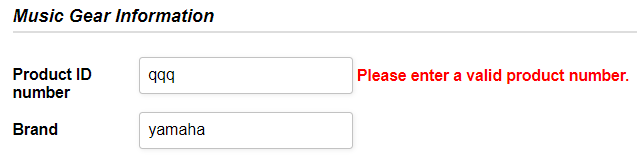 Music Gear Information
Product ID
number
qqq
Please enter a valid product number.
Brand
yamaha